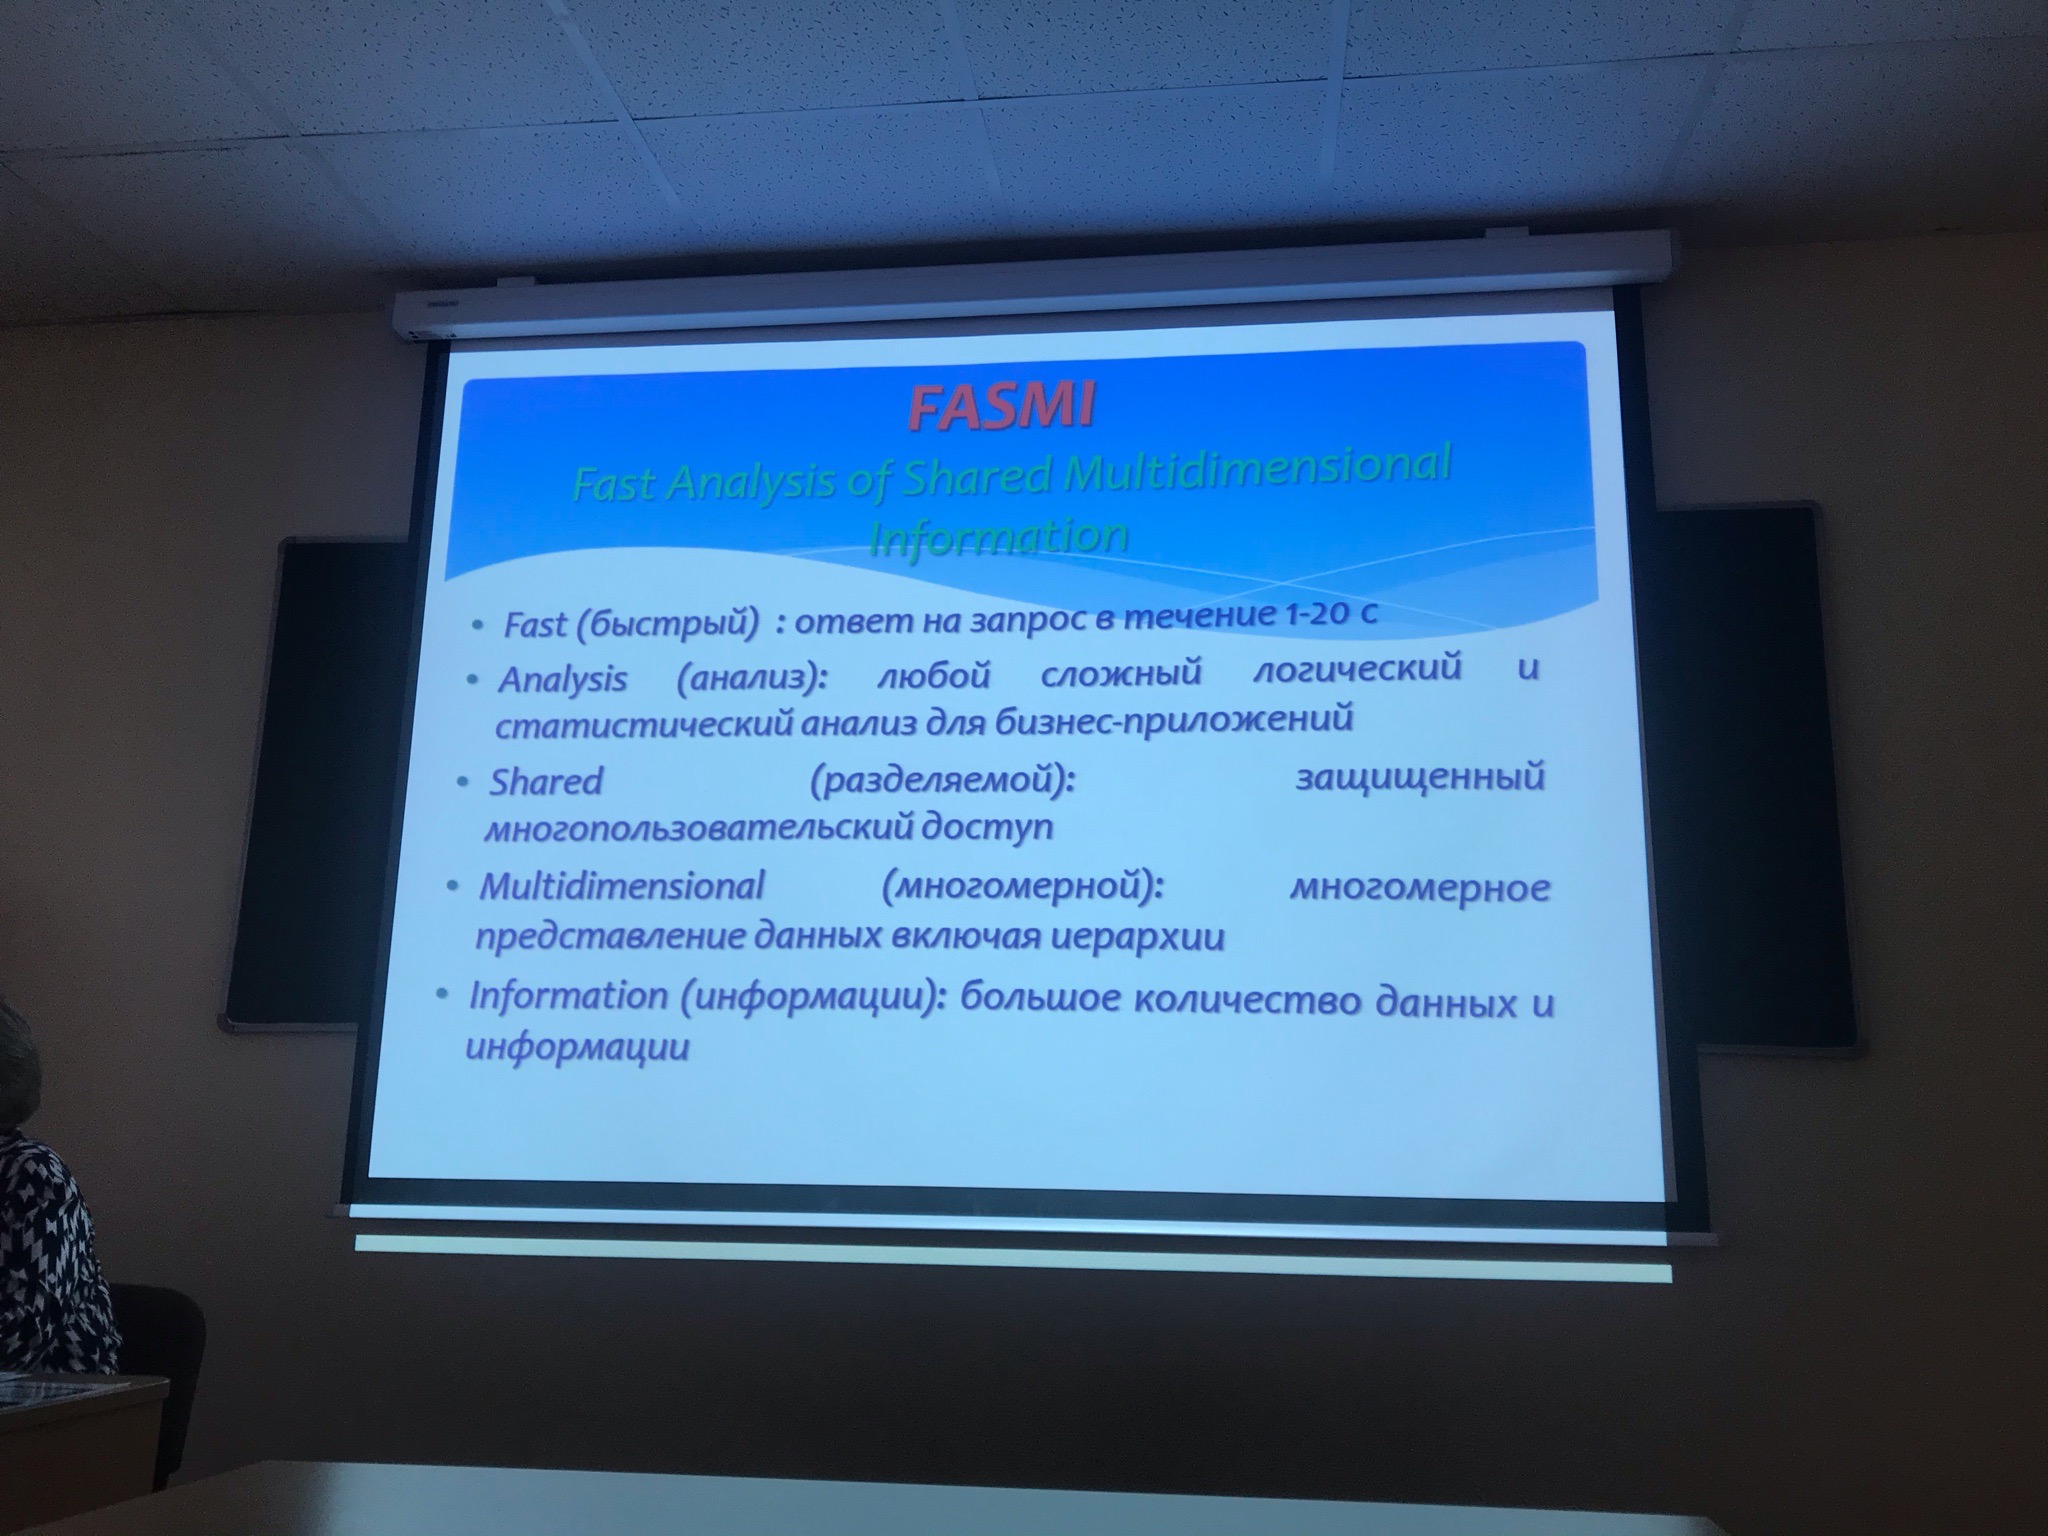 FASMI
Fast Analysis of Shared Multidimensional
Information
• Fast (быстрый) : ответ на запрос в течение 1-20 с
• Analysis (анализ): любой сложный логический и
статистический анализ для бизнес-приложений
• Shared (разделяемой): защищенный
многопользовательский доступ
• Multidimensional (многомерной): многомерное
представление данных включая иерархии
• Information (информации): большое количество данных и
информации